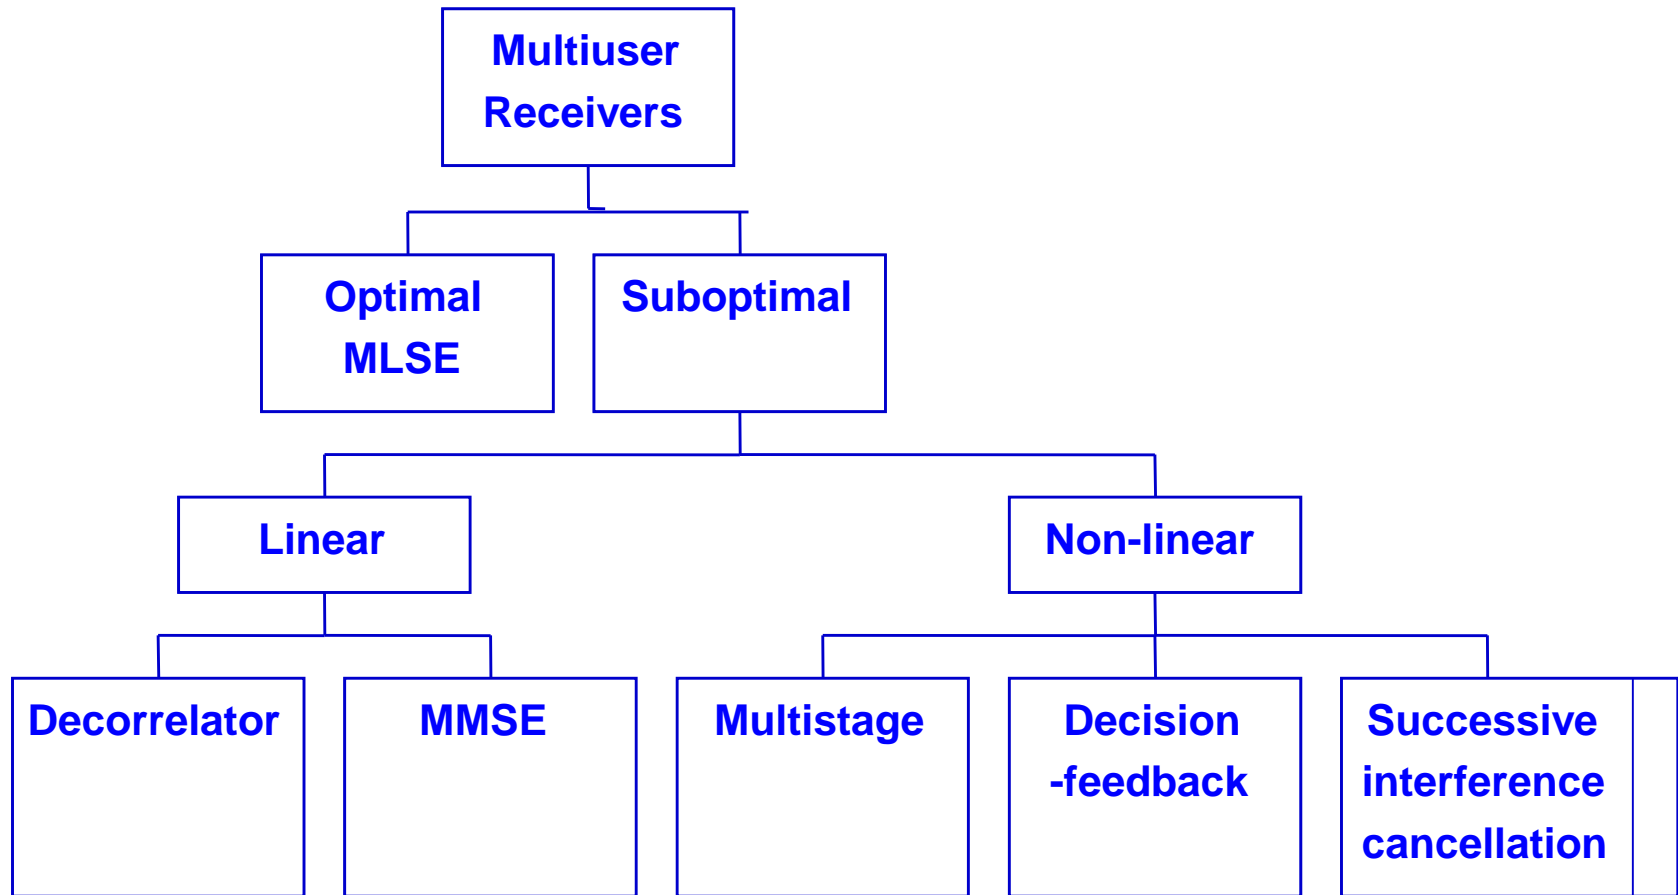 Multiuser
Receivers
Optimal
MLSE
Suboptimal
Linear
Non-linear
Decorrelator
MMSE
Multistage
Decision
-feedback
Successive
interference
cancellation